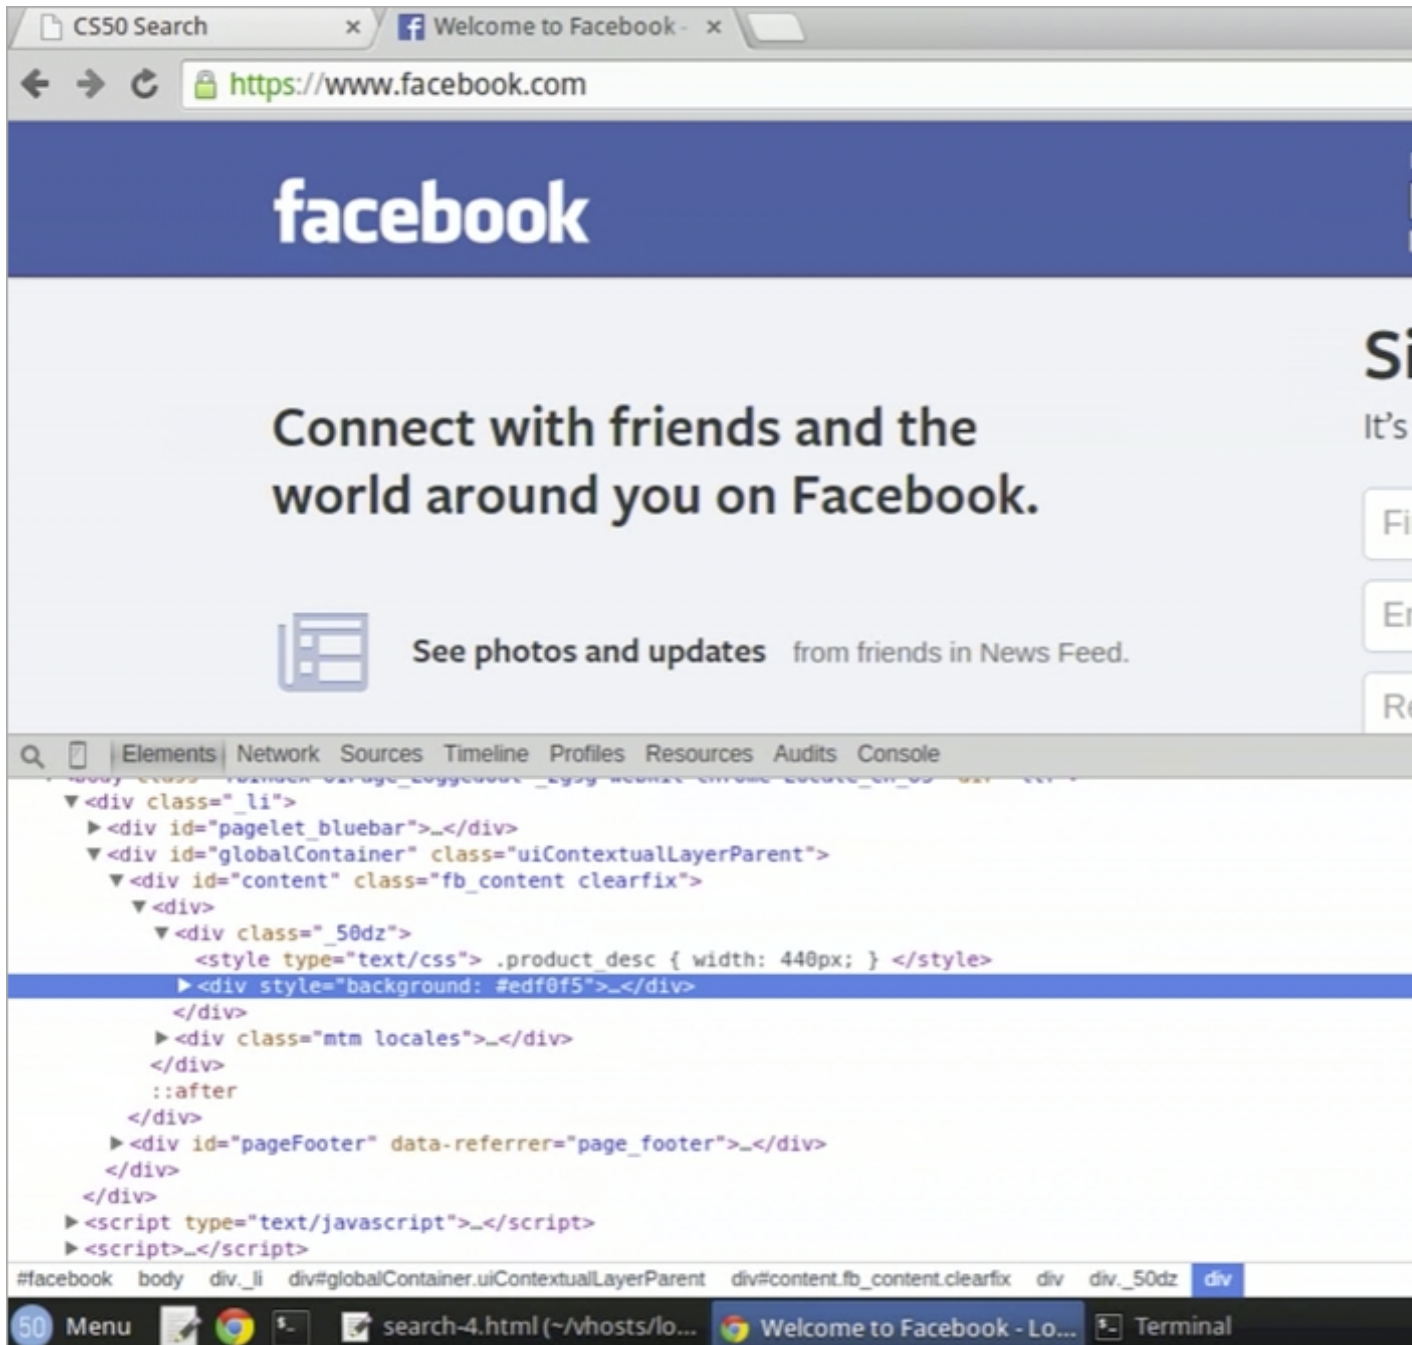 CS50 Search × Welcome to Facebook - ×
https://www.facebook.com
facebook
Connect with friends and the
world around you on Facebook.
Si
It's
Fi
See photos and updates from friends in News Feed.
Re
Elements Network Sources Timeline Profiles Resources Audits Console
▼<div class="_li">
▶<div id="pagelet_bluebar">…</div>
▼<div id="globalContainer" class="uiContextualLayerParent">
▼<div id="content" class="fb_content clearfix">
▼<div>
▼<div class="_50dz">
<style type="text/css"> .product_desc { width: 440px; } </style>
▶<div style="background: #edf0f5">…</div>
</div>
▶<div class="mtm locales">…</div>
</div>
::after
</div>
▶<div id="pageFooter" data-referrer="page_footer">…</div>
</div>
</div>
▶<script type="text/javascript">…</script>
▶<script>…</script>
#facebook body div._li div#globalContainer.uiContextualLayerParent div#content.fb_content.clearfix div div._50dz div
50 Menu $_ search-4.html (~/vhosts/lo... Welcome to Facebook - Lo... $_ Terminal